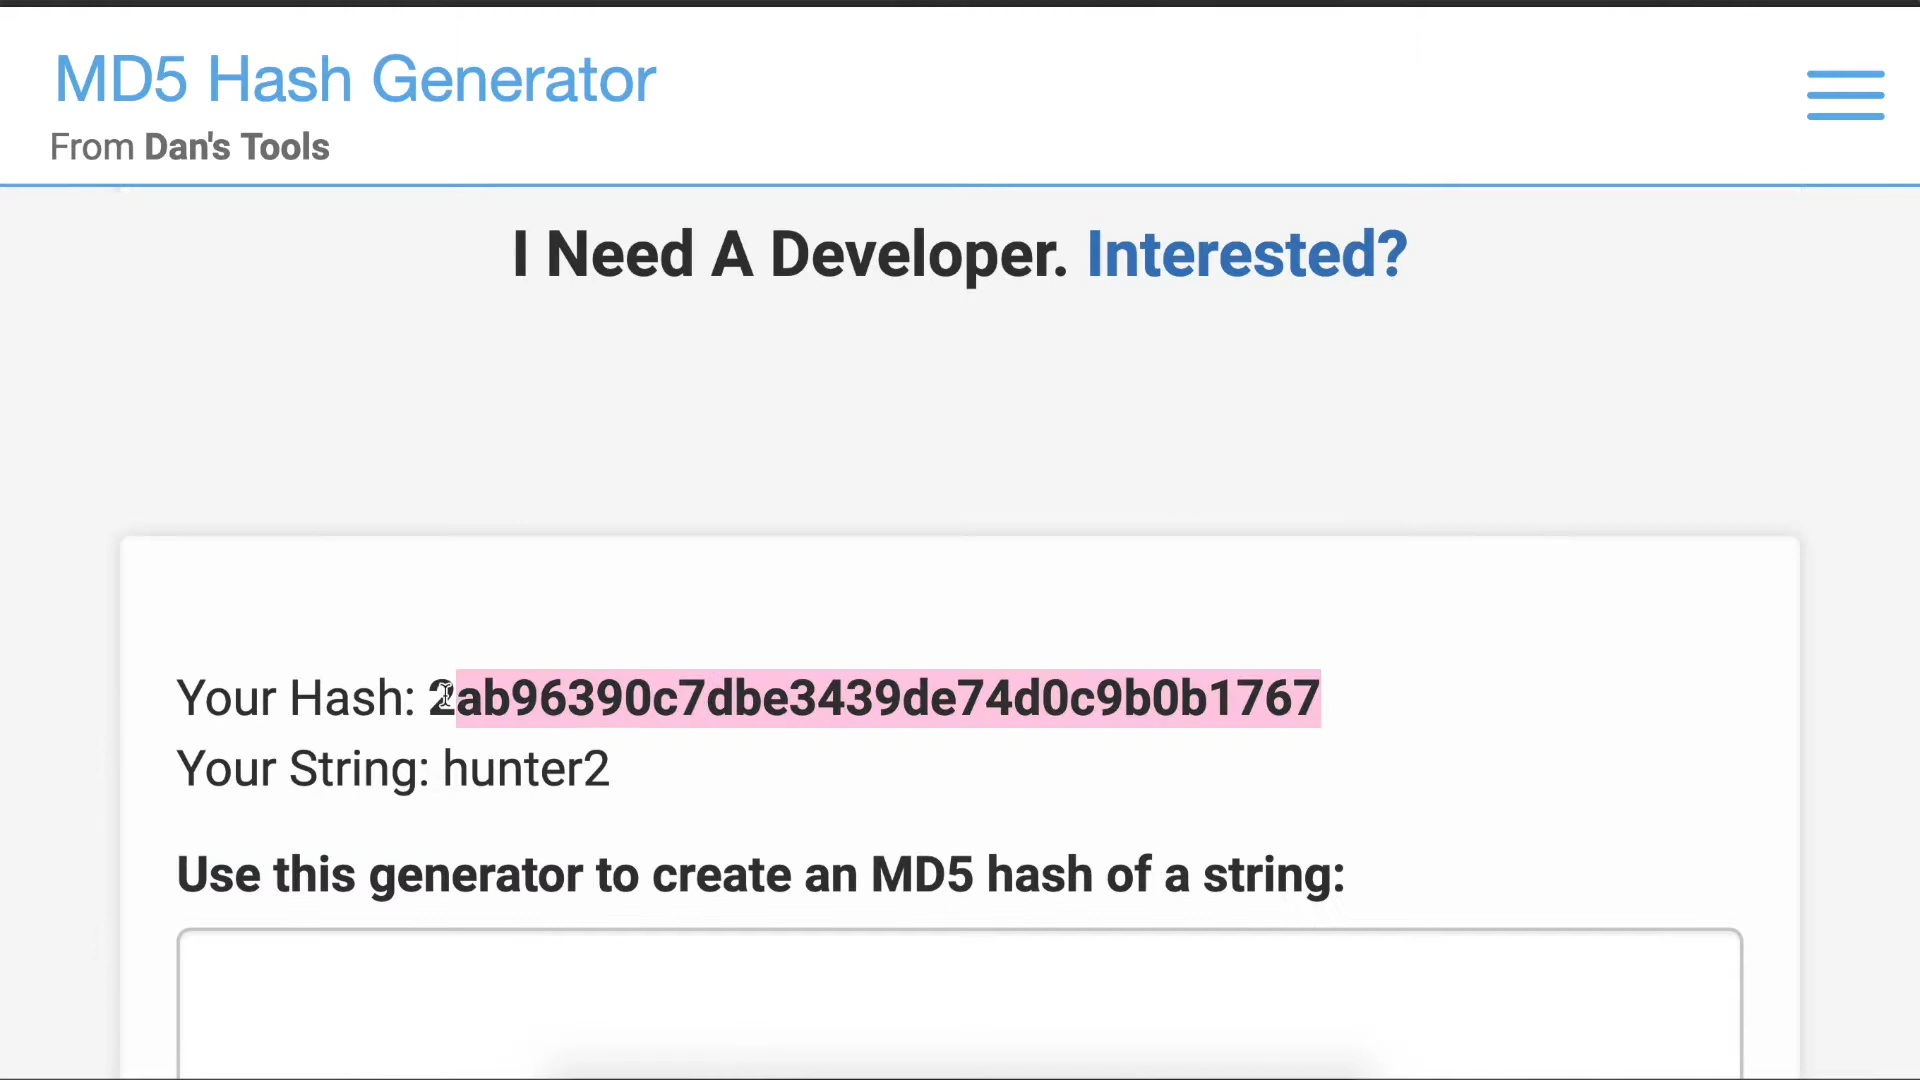 MD5 Hash Generator
From Dan's Tools
I Need A Developer. Interested?
Your Hash: 2ab96390c7dbe3439de74d0c9b0b1767
Your String: hunter2
Use this generator to create an MD5 hash of a string: